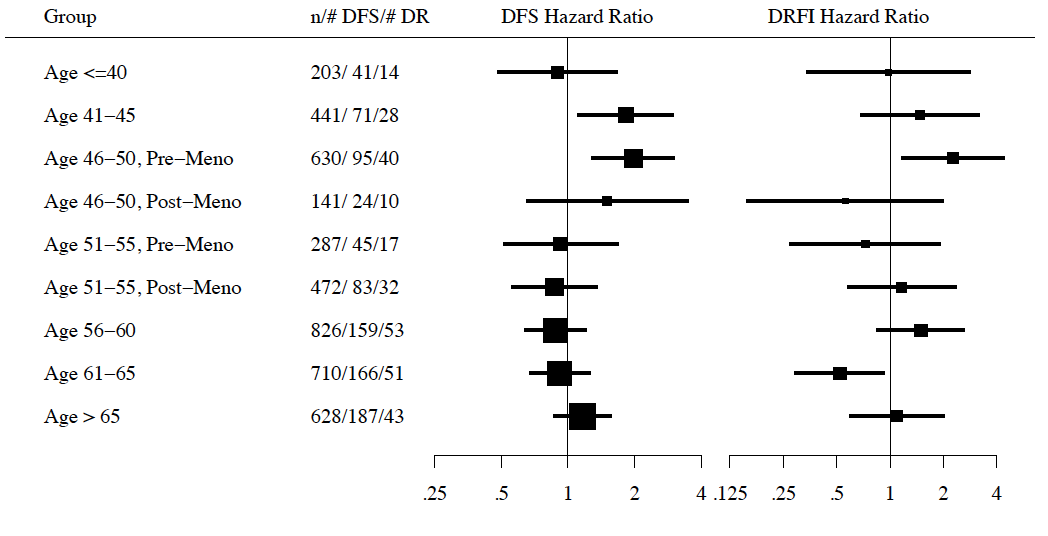 Group n/# DFS/# DR DFS Hazard Ratio DRFI Hazard Ratio
Age <=40 203/ 41/14
Age 41−45 441/ 71/28
Age 46−50, Pre−Meno 630/ 95/40
Age 46−50, Post−Meno 141/ 24/10
Age 51−55, Pre−Meno 287/ 45/17
Age 51−55, Post−Meno 472/ 83/32
Age 56−60 826/159/53
Age 61−65 710/166/51
Age > 65 628/187/43
.25 .5 1 2 4 .125 .25 .5 1 2 4